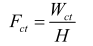 F_ct = W_ct / H